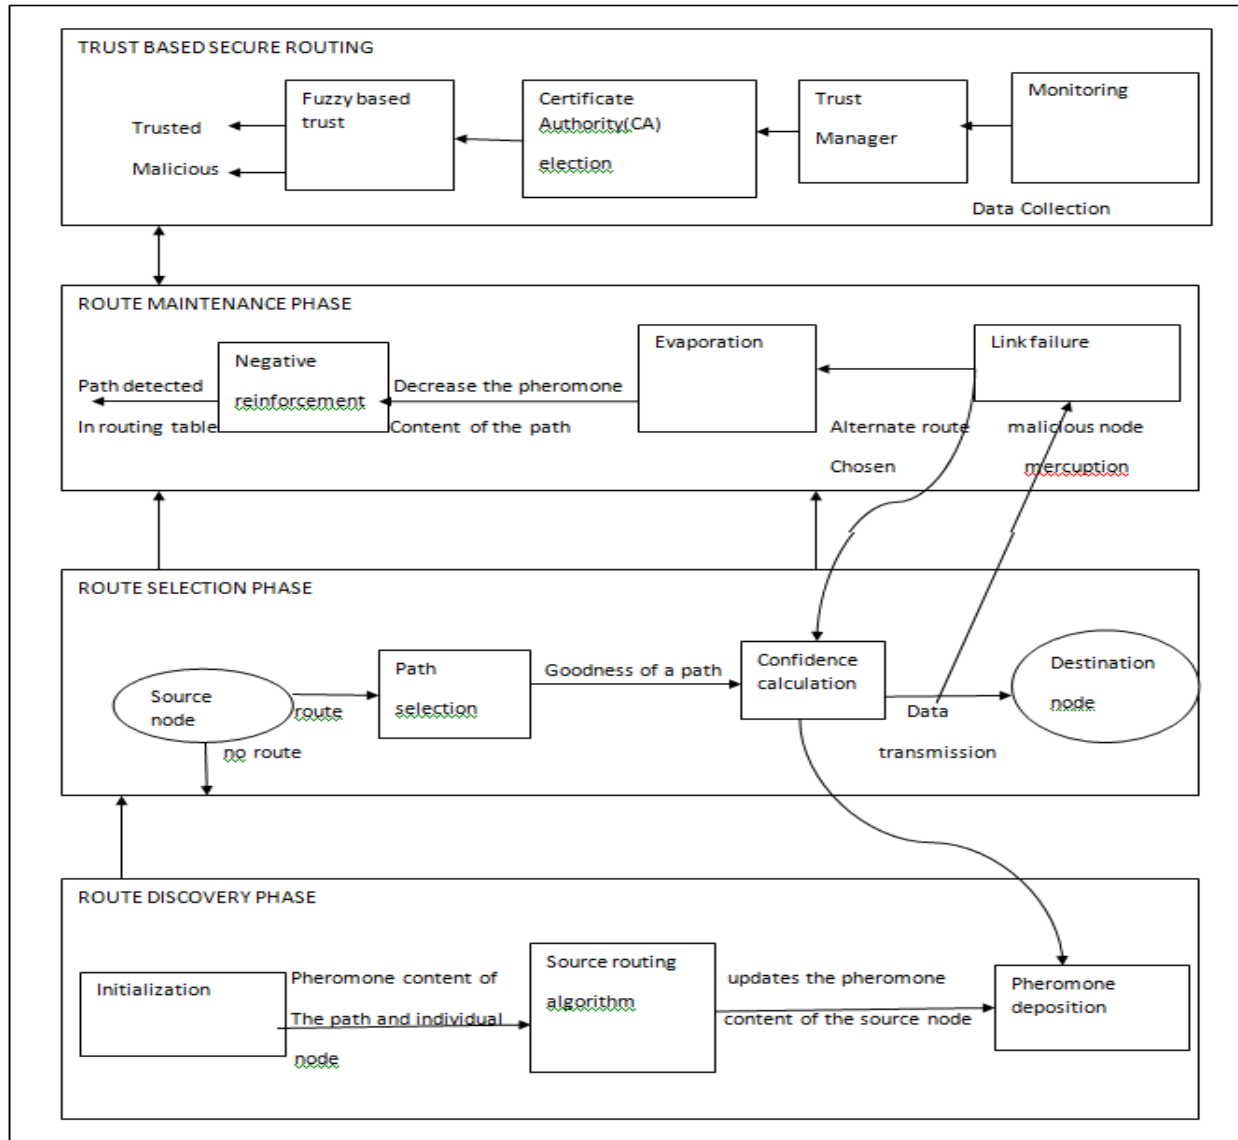 TRUST BASED SECURE ROUTING
Trusted
Malicious
Fuzzy based
trust
Certificate
Authority(CA)
election
Trust
Manager
Monitoring
Data Collection
ROUTE MAINTENANCE PHASE
Path detected
In routing table
Negative
reinforcement
Decrease the pheromone
Content of the path
Evaporation
Alternate route
Chosen
Link failure
malicious node
mercuption
ROUTE SELECTION PHASE
Source
node
route
no route
Path
selection
Goodness of a path
Confidence
calculation
Data
transmission
Destination
node
ROUTE DISCOVERY PHASE
Initialization
Pheromone content of
The path and individual
node
Source routing
algorithm
updates the pheromone
content of the source node
Pheromone
deposition